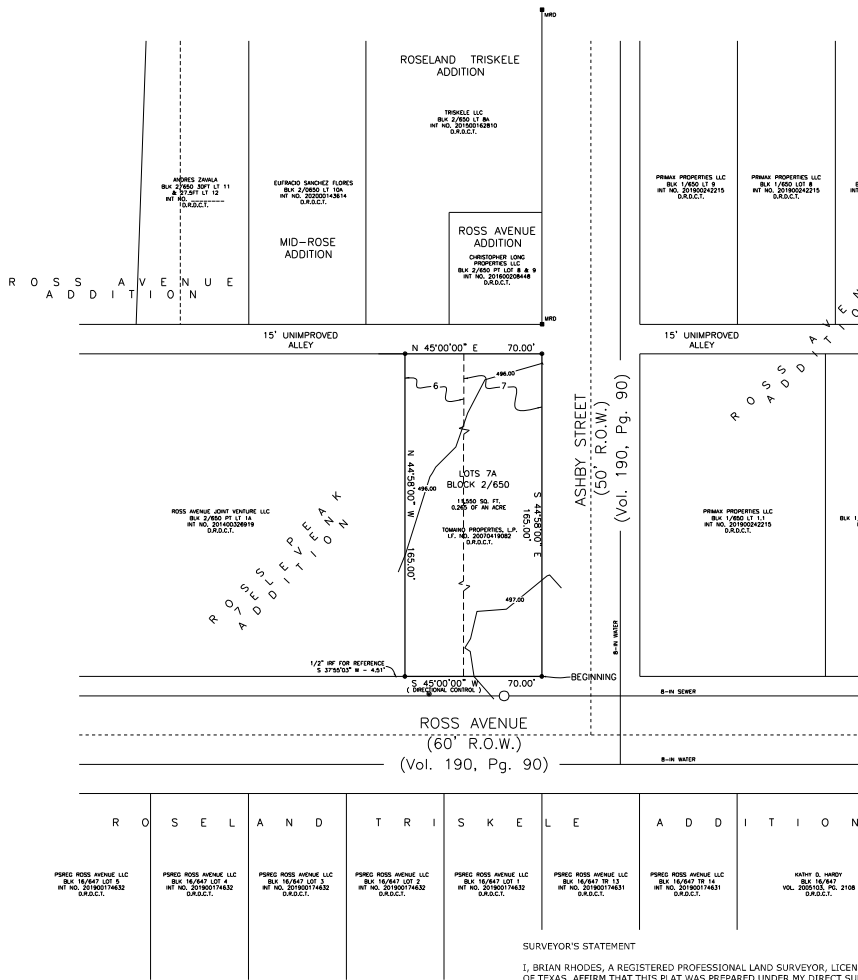 MRD
ROSELAND TRISKELE
ADDITION
TRISKELE LLC
BLK 2/650 LT 8A
INT NO. 201500162810
D.R.D.C.T.
ANDRES ZAVALA
BLK 2/650 30FT LT 11
& 27.5FT LT 12
INT NO. ________
D.R.D.C.T.
EUFRACIO SANCHEZ FLORES
BLK 2/0650 LT 10A
INT NO. 202000143614
D.R.D.C.T.
MID-ROSE
ADDITION
ROSS AVENUE
ADDITION
CHRISTOPHER LONG
PROPERTIES LLC
BLK 2/650 PT LOT 8 & 9
INT NO. 201600208448
D.R.D.C.T.
PRIMAX PROPERTIES LLC
BLK 1/650 LT 9
INT NO. 201900242215
D.R.D.C.T.
PRIMAX PROPERTIES LLC
BLK 1/650 LOT 8
INT NO. 201900242215
D.R.D.C.T.
ROSS AVENUE
ADDITION
MRD
15' UNIMPROVED
ALLEY
15' UNIMPROVED
ALLEY
ROSS AVEN
ADDITIO
N 45°00'00" E 70.00'
496.00
6
7
N 44°58'00" W 165.00'
496.00
LOTS 7A
BLOCK 2/650
11,550 SQ. FT.
0.265 OF AN ACRE
TOMAINO PROPERTIES, L.P.
I.F. NO. 20070419082
D.R.D.C.T.
S 44°58'00" E
165.00'
ASHBY STREET
(50' R.O.W.)
(Vol. 190, Pg. 90)
ROSS AVENUE JOINT VENTURE LLC
BLK 2/650 PT LT 1A
INT NO. 201400326919
D.R.D.C.T.
ROSS PEAK
7ELEVEN
ADDITION
PRIMAX PROPERTIES LLC
BLK 1/650 LT 1.1
INT NO. 201900242215
D.R.D.C.T.
BLK 1
497.00
8-IN WATER
1/2" IRF FOR REFERENCE
S 37°55'03" W - 4.51'
S 45°00'00" W 70.00'
( DIRECTIONAL CONTROL )
BEGINNING
8-IN SEWER
ROSS AVENUE
(60' R.O.W.)
(Vol. 190, Pg. 90)
8-IN WATER
ROSELAND TRISKELE ADDITION
PSREG ROSS AVENUE LLC
BLK 16/647 LOT 5
INT NO. 201900174632
D.R.D.C.T.
PSREG ROSS AVENUE LLC
BLK 16/647 LOT 4
INT NO. 201900174632
D.R.D.C.T.
PSREG ROSS AVENUE LLC
BLK 16/647 LOT 3
INT NO. 201900174632
D.R.D.C.T.
PSREG ROSS AVENUE LLC
BLK 16/647 LOT 2
INT NO. 201900174632
D.R.D.C.T.
PSREG ROSS AVENUE LLC
BLK 16/647 LOT 1
INT NO. 201900174632
D.R.D.C.T.
PSREG ROSS AVENUE LLC
BLK 16/647 TR 13
INT NO. 201900174631
D.R.D.C.T.
PSREG ROSS AVENUE LLC
BLK 16/647 TR 14
INT NO. 201900174631
D.R.D.C.T.
KATHY D. HARDY
BLK 16/647
VOL. 2005103, PG. 2108
D.R.D.C.T.
SURVEYOR'S STATEMENT
I, BRIAN RHODES, A REGISTERED PROFESSIONAL LAND SURVEYOR, LICEN
OF TEXAS, AFFIRM THAT THIS PLAT WAS PREPARED UNDER MY DIRECT SU